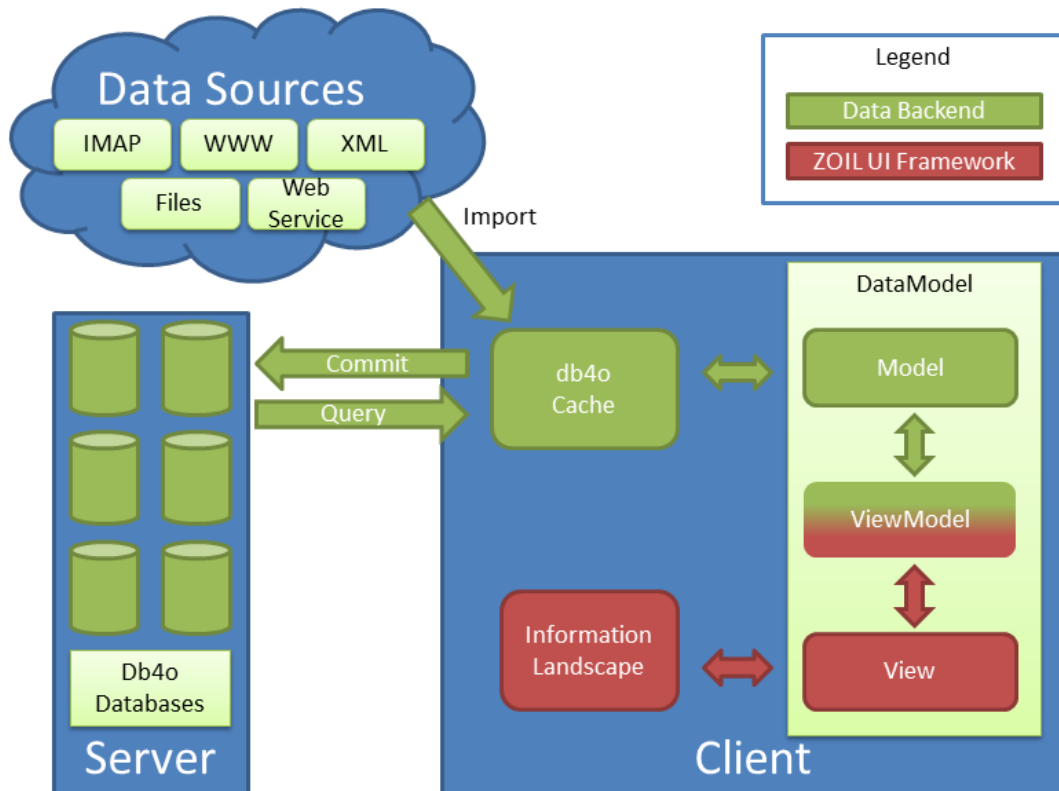 Data Sources
IMAP
WWW
XML
Files
Web
Service
Import
Legend
Data Backend
ZOIL UI Framework
Commit
Query
Db4o
Databases
Server
db4o
Cache
Information
Landscape
DataModel
Model
ViewModel
View
Client